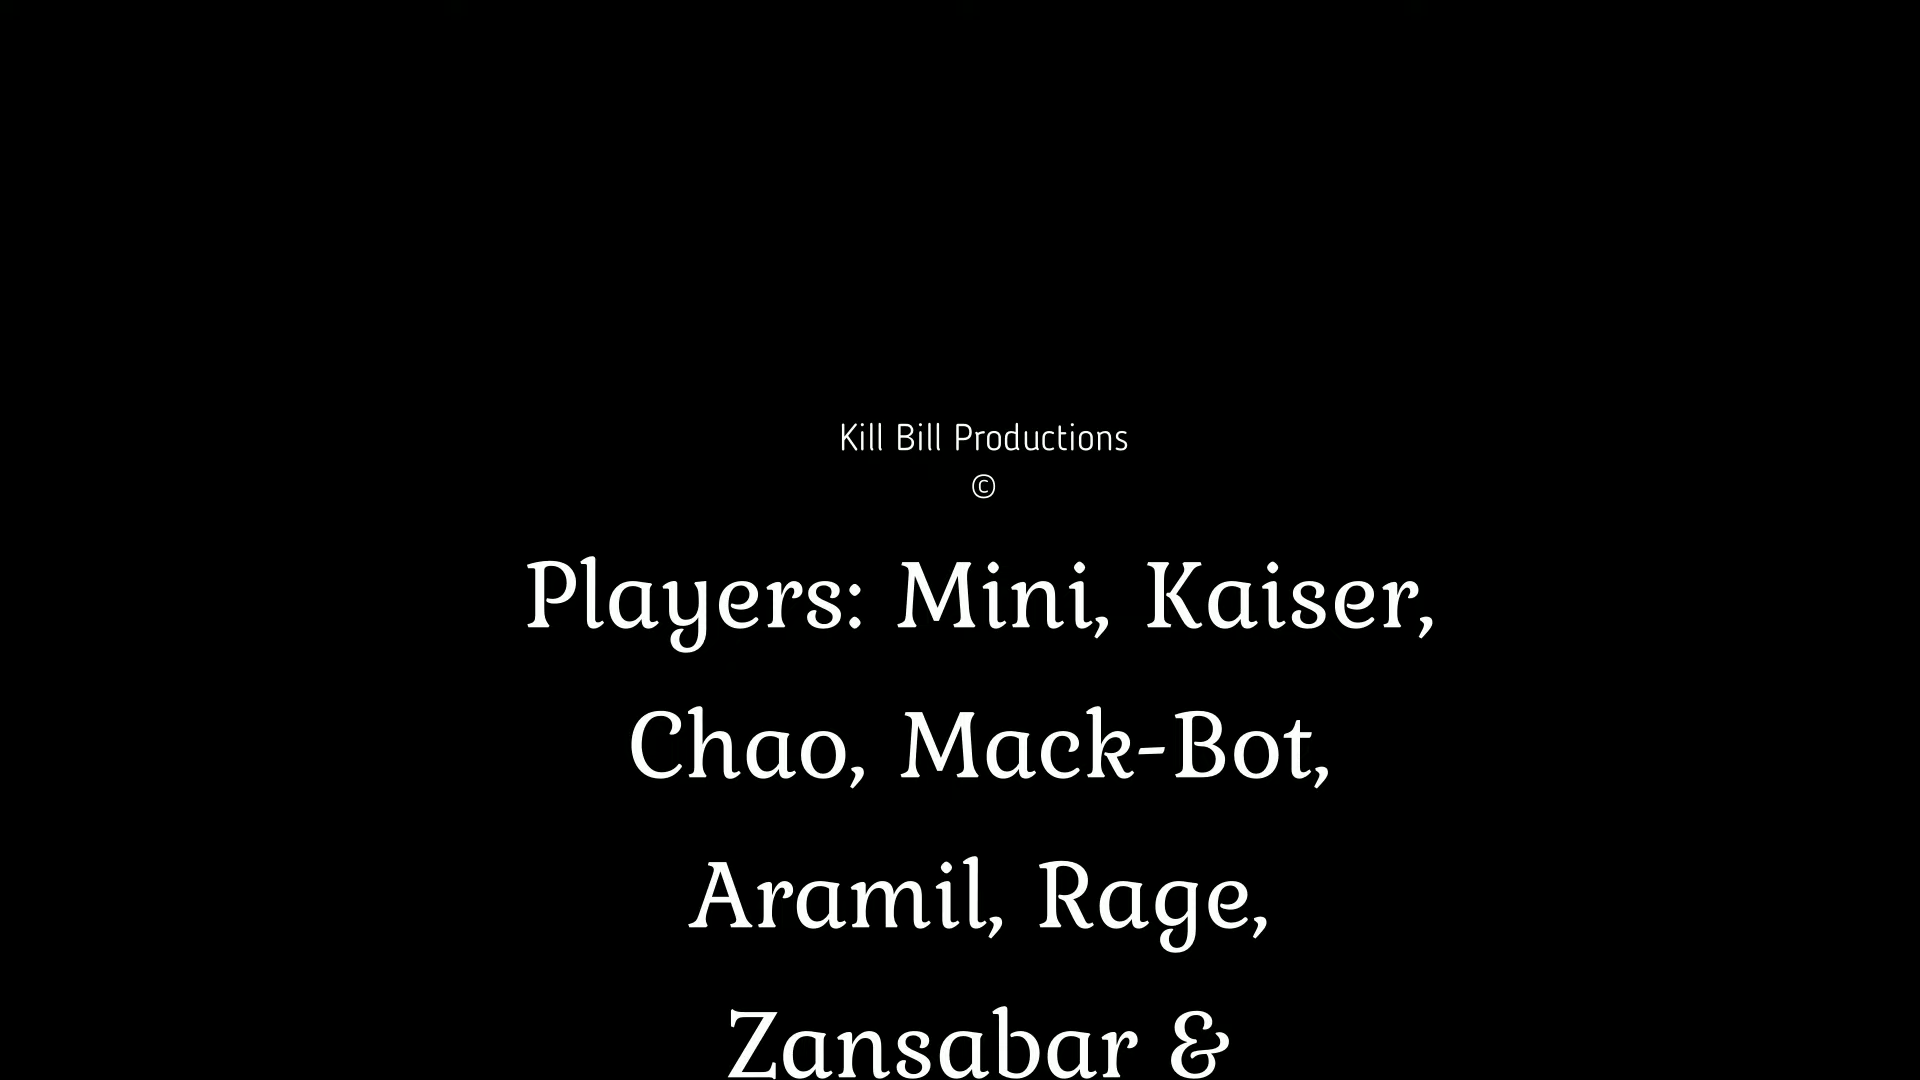 Kill Bill Productions
©
Players: Mini, Kaiser,
Chao, Mack-Bot,
Aramil, Rage,
Zansabar &